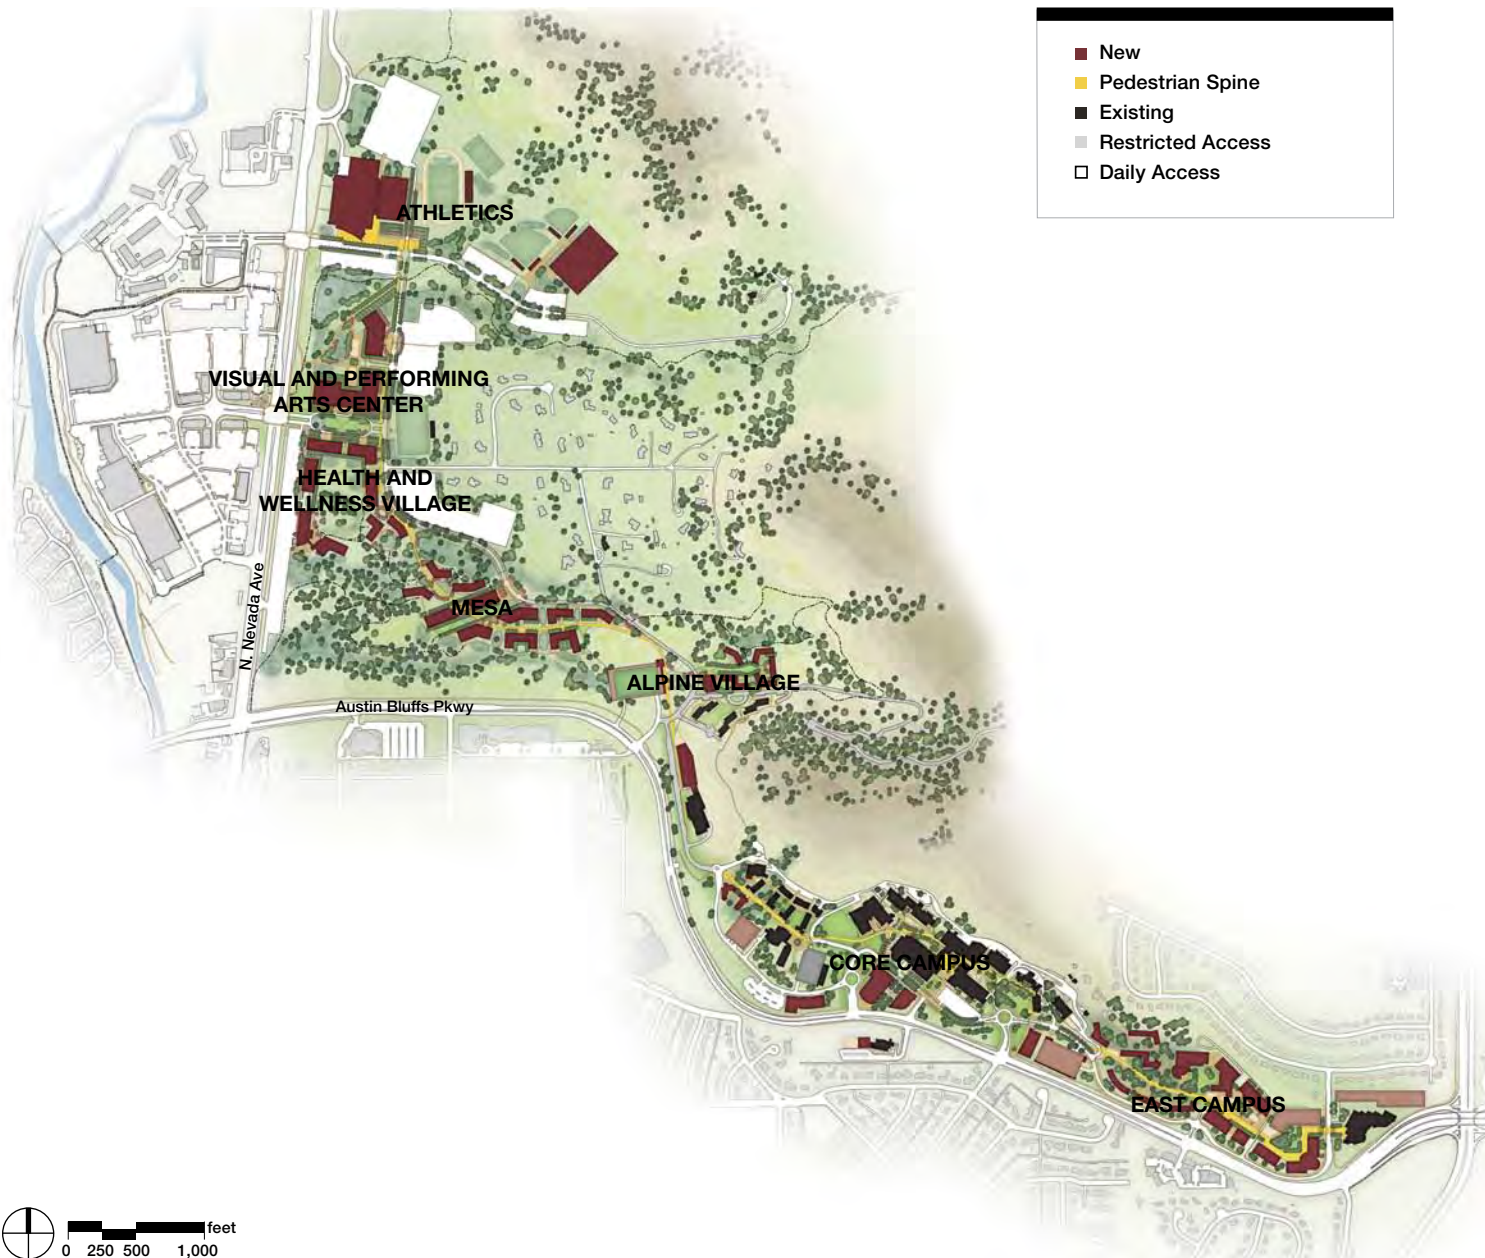 New
Pedestrian Spine
Existing
Restricted Access
Daily Access
ATHLETICS
VISUAL AND PERFORMING
ARTS CENTER
HEALTH AND
WELLNESS VILLAGE
N. Nevada Ave
MESA
ALPINE VILLAGE
Austin Bluffs Pkwy
CORE CAMPUS
EAST CAMPUS
feet
0 250 500 1,000